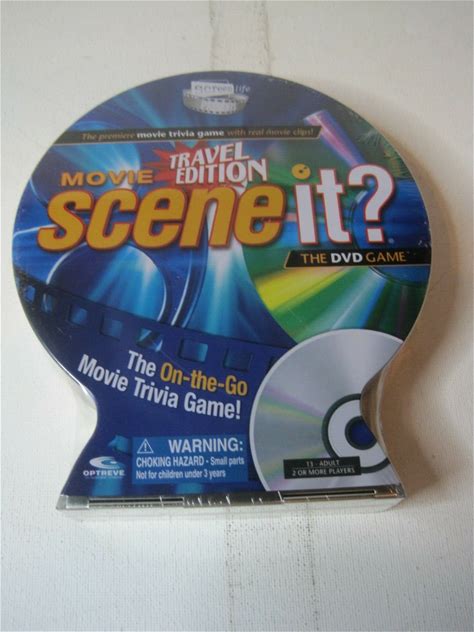 The premiere movie trivia game with real movie clips!
MOVIE
TRAVEL
EDITION
scene it?
THE DVD GAME
The On-the-Go
Movie Trivia Game!
WARNING:
CHOKING HAZARD - Small parts
Not for children under 3 years
OPTREVE
13 - ADULT
2 OR MORE PLAYERS